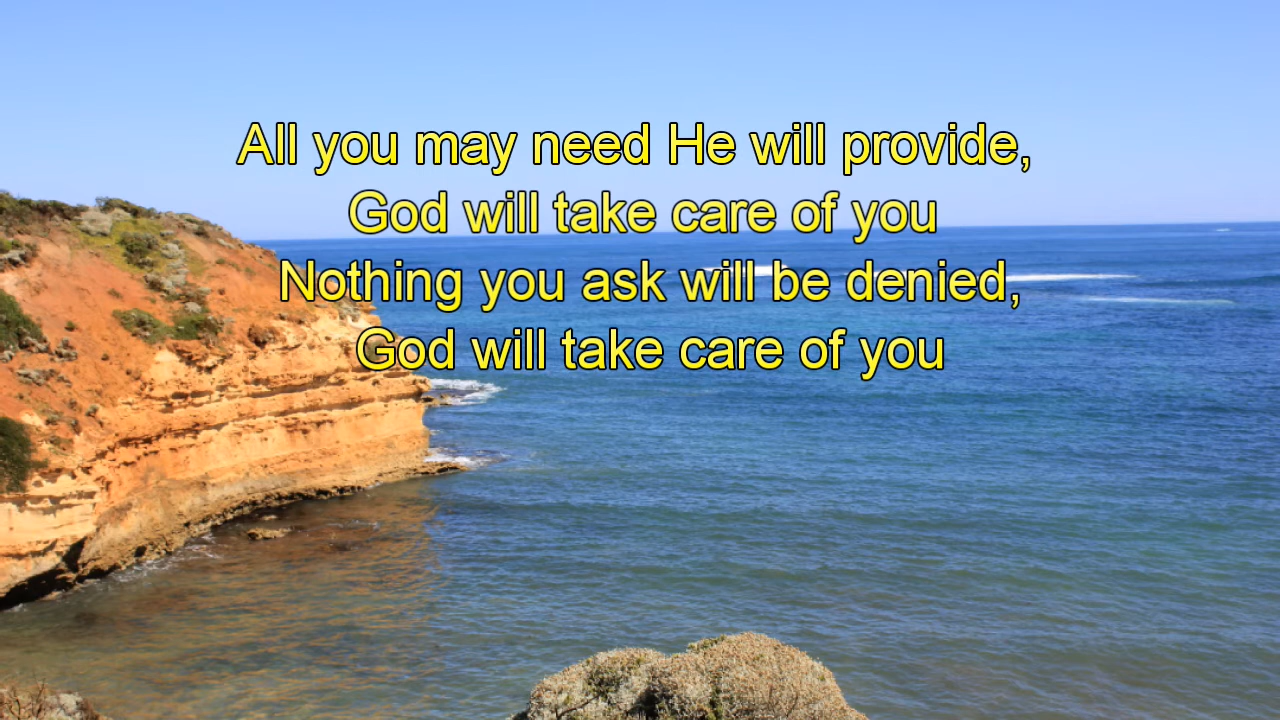 All you may need He will provide,
God will take care of you
Nothing you ask will be denied,
God will take care of you